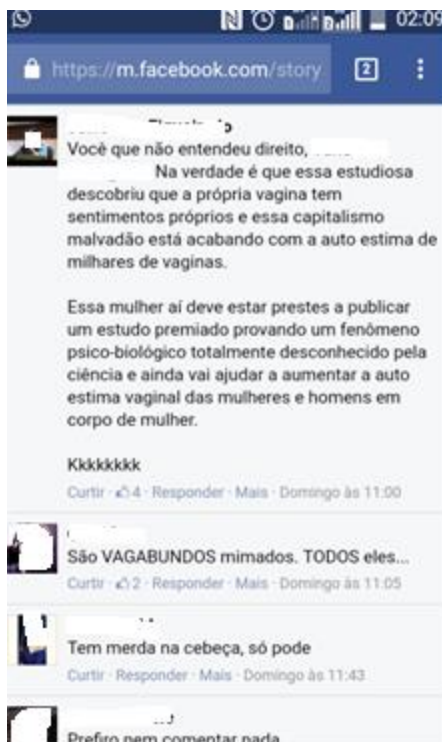 02:09
https://m.facebook.com/story
2
Você que não entendeu direito,
Na verdade é que essa estudiosa
descobriu que a própria vagina tem
sentimentos próprios e essa capitalismo
malvadão está acabando com a auto estima de
milhares de vaginas.
Essa mulher aí deve estar prestes a publicar
um estudo premiado provando um fenômeno
psico-biológico totalmente desconhecido pela
ciência e ainda vai ajudar a aumentar a auto
estima vaginal das mulheres e homens em
corpo de mulher.
Kkkkkkkk
Curtir · 4 · Responder · Mais · Domingo às 11:00
São VAGABUNDOS mimados. TODOS eles...
Curtir · 2 · Responder · Mais · Domingo às 11:05
Tem merda na cebeça, só pode
Curtir · Responder · Mais · Domingo às 11:43
Prefiro nem comentar nada